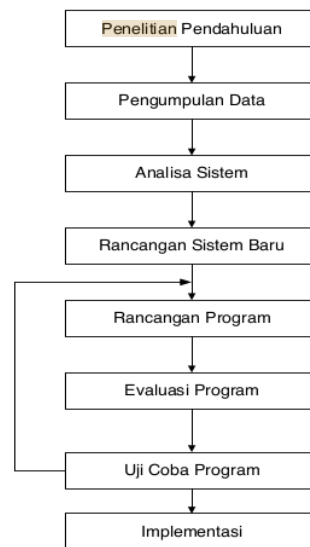 Penelitian Pendahuluan
Pengumpulan Data
Analisa Sistem
Rancangan Sistem Baru
Rancangan Program
Evaluasi Program
Uji Coba Program
Implementasi